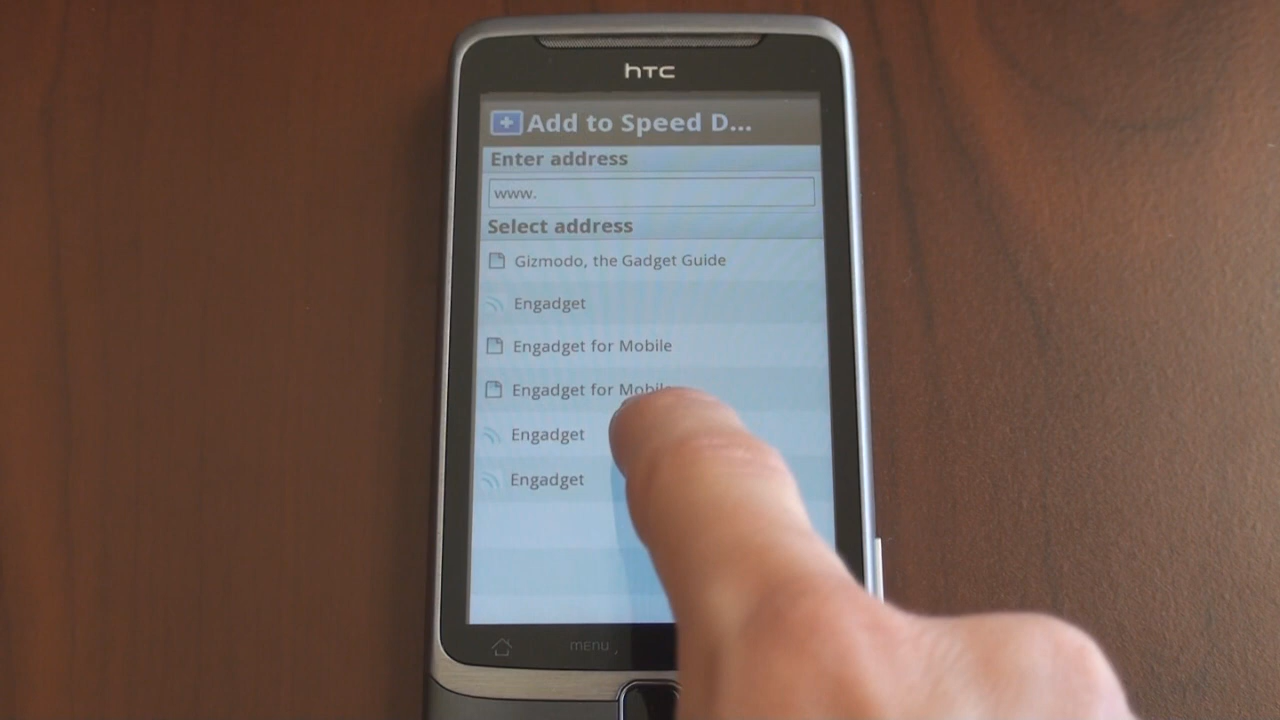 hTC
Add to Speed D...
Enter address
www.
Select address
Gizmodo, the Gadget Guide
Engadget
Engadget for Mobile
Engadget for Mobile
Engadget
Engadget
menu